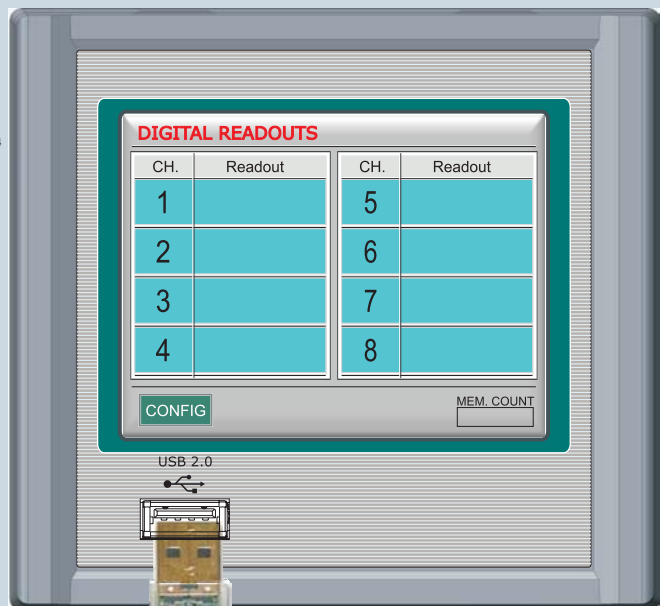 DIGITAL READOUTS
CH. Readout
1
2
3
4
CH. Readout
5
6
7
8
CONFIG
MEM. COUNT
USB 2.0